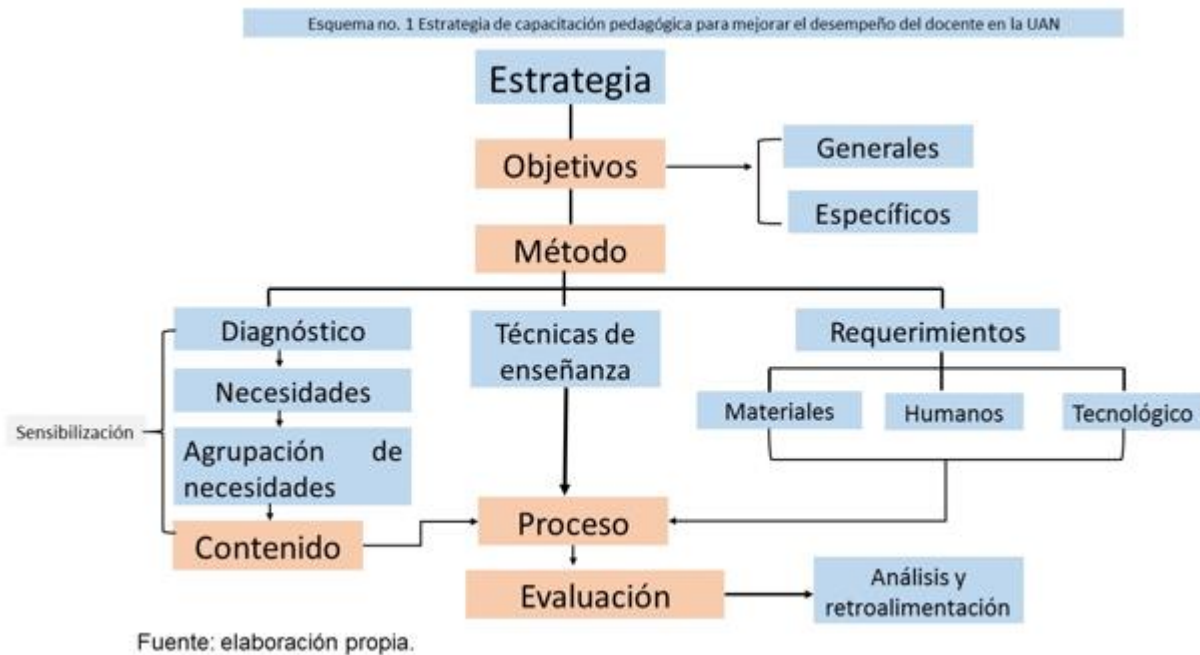 Esquema no. 1 Estrategia de capacitación pedagógica para mejorar el desempeño del docente en la UAN
Estrategia
Objetivos
Generales
Específicos
Método
Diagnóstico
Técnicas de
enseñanza
Requerimientos
Necesidades
Materiales
Humanos
Tecnológico
Sensibilización
Agrupación de
necesidades
Contenido
Proceso
Evaluación
Análisis y
retroalimentación
Fuente: elaboración propia.